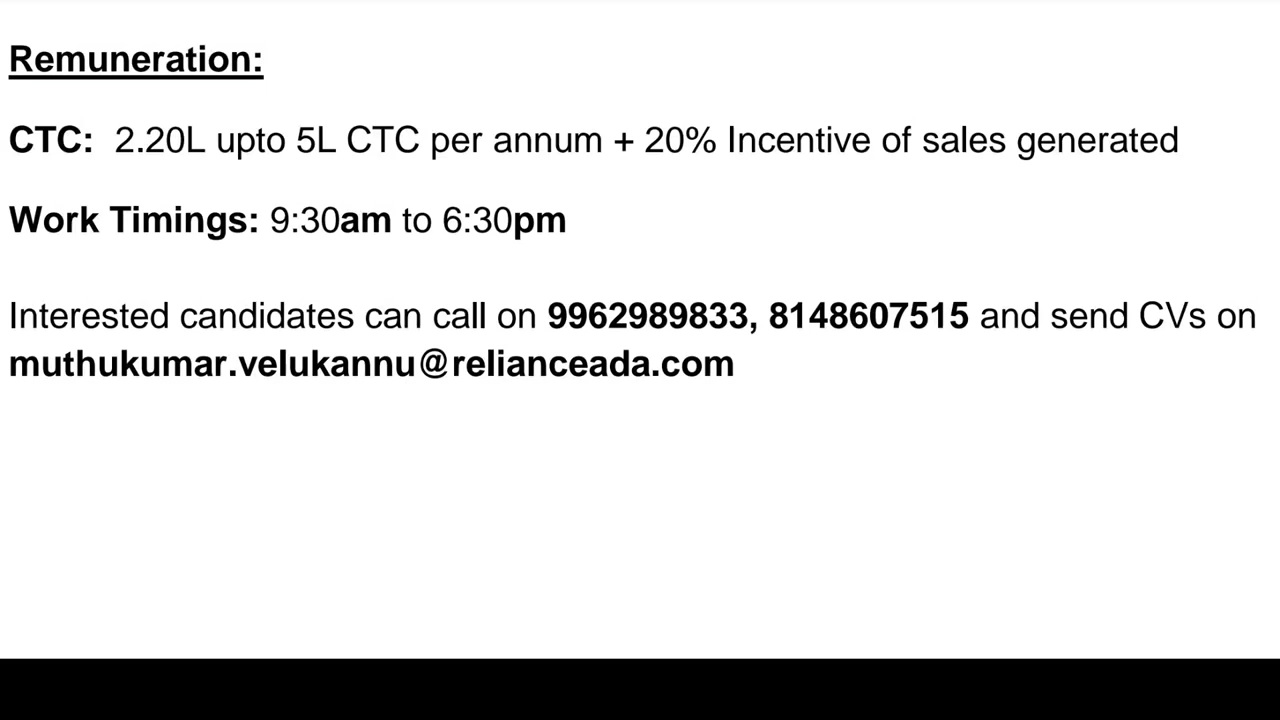 Remuneration:
CTC: 2.20L upto 5L CTC per annum + 20% Incentive of sales generated
Work Timings: 9:30am to 6:30pm
Interested candidates can call on 9962989833, 8148607515 and send CVs on
muthukumar.velukannu@relianceada.com